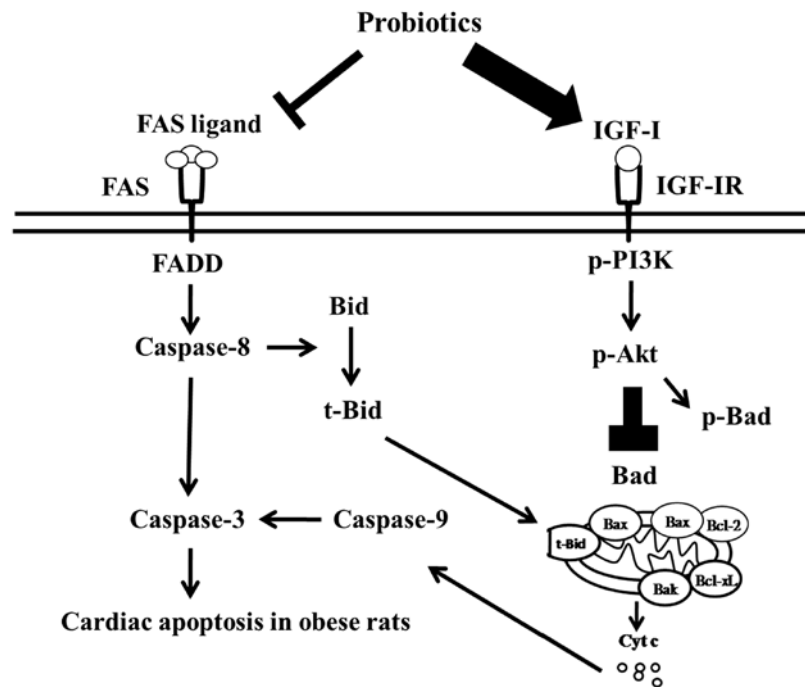 Probiotics
FAS ligand
IGF-I
FAS
IGF-IR
FADD
p-PI3K
Bid
Caspase-8
p-Akt
t-Bid
p-Bad
Bad
Bax
Bax
Bcl-2
t-Bid
Caspase-3
Caspase-9
Bak
Bcl-xL
Cyt c
Cardiac apoptosis in obese rats